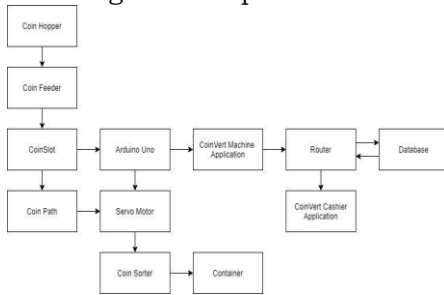 Coin Hopper
Coin Feeder
CoinSlot
Arduino Uno
CoinVert Machine
Application
Router
Database
Coin Path
Servo Motor
CoinVert Cashier
Application
Coin Sorter
Container